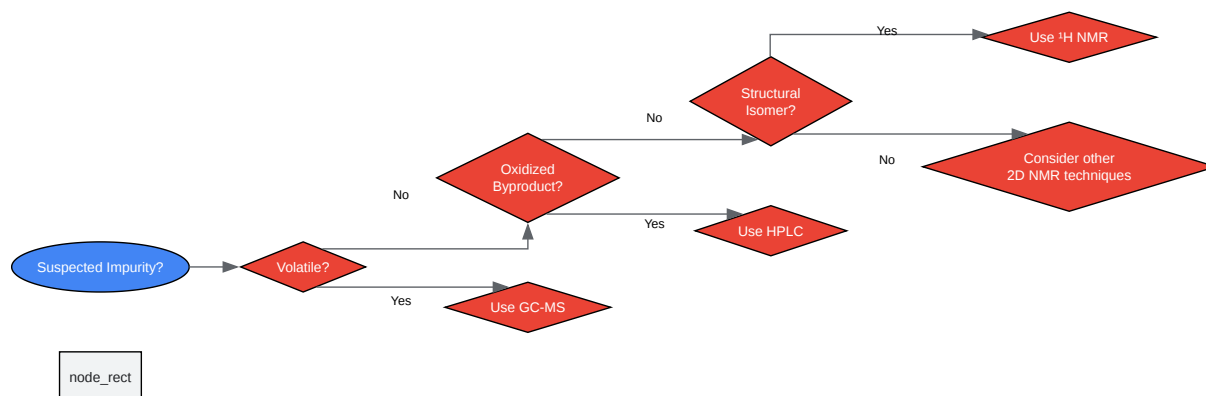 Suspected Impurity?
Volatile?
Yes
Use GC-MS
No
Oxidized
Byproduct?
Yes
Use HPLC
No
Structural
Isomer?
Yes
Use ¹H NMR
No
Consider other
2D NMR techniques
node_rect